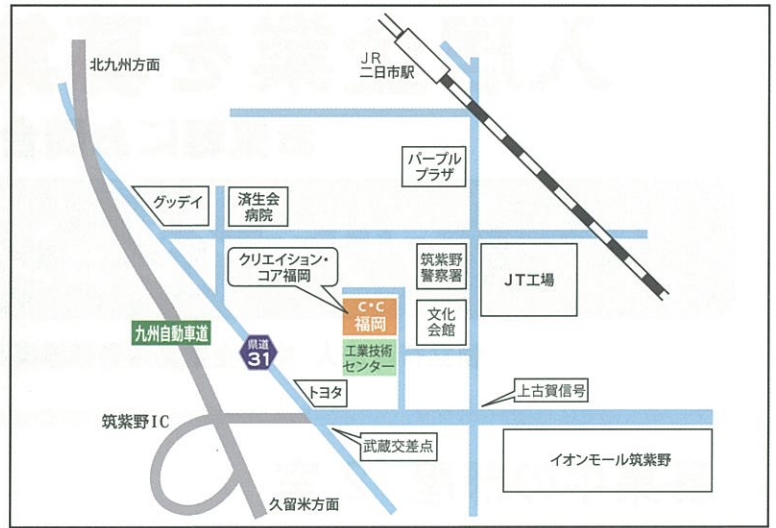 北九州方面
JR
二日市駅
パープル
プラザ
グッデイ
済生会
病院
クリエイション・
コア福岡
筑紫野
警察署
JT工場
C・C
福岡
文化
会館
九州自動車道
県道
31
工業技術
センター
トヨタ
上古賀信号
筑紫野IC
武蔵交差点
イオンモール筑紫野
久留米方面